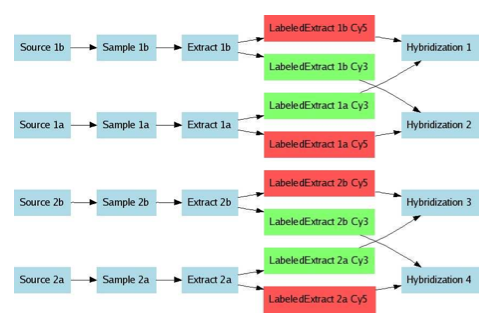 LabeledExtract 1b Cy5
Source 1b
Sample 1b
Extract 1b
Hybridization 1
LabeledExtract 1b Cy3
LabeledExtract 1a Cy3
Source 1a
Sample 1a
Extract 1a
Hybridization 2
LabeledExtract 1a Cy5
LabeledExtract 2b Cy5
Source 2b
Sample 2b
Extract 2b
Hybridization 3
LabeledExtract 2b Cy3
LabeledExtract 2a Cy3
Source 2a
Sample 2a
Extract 2a
Hybridization 4
LabeledExtract 2a Cy5